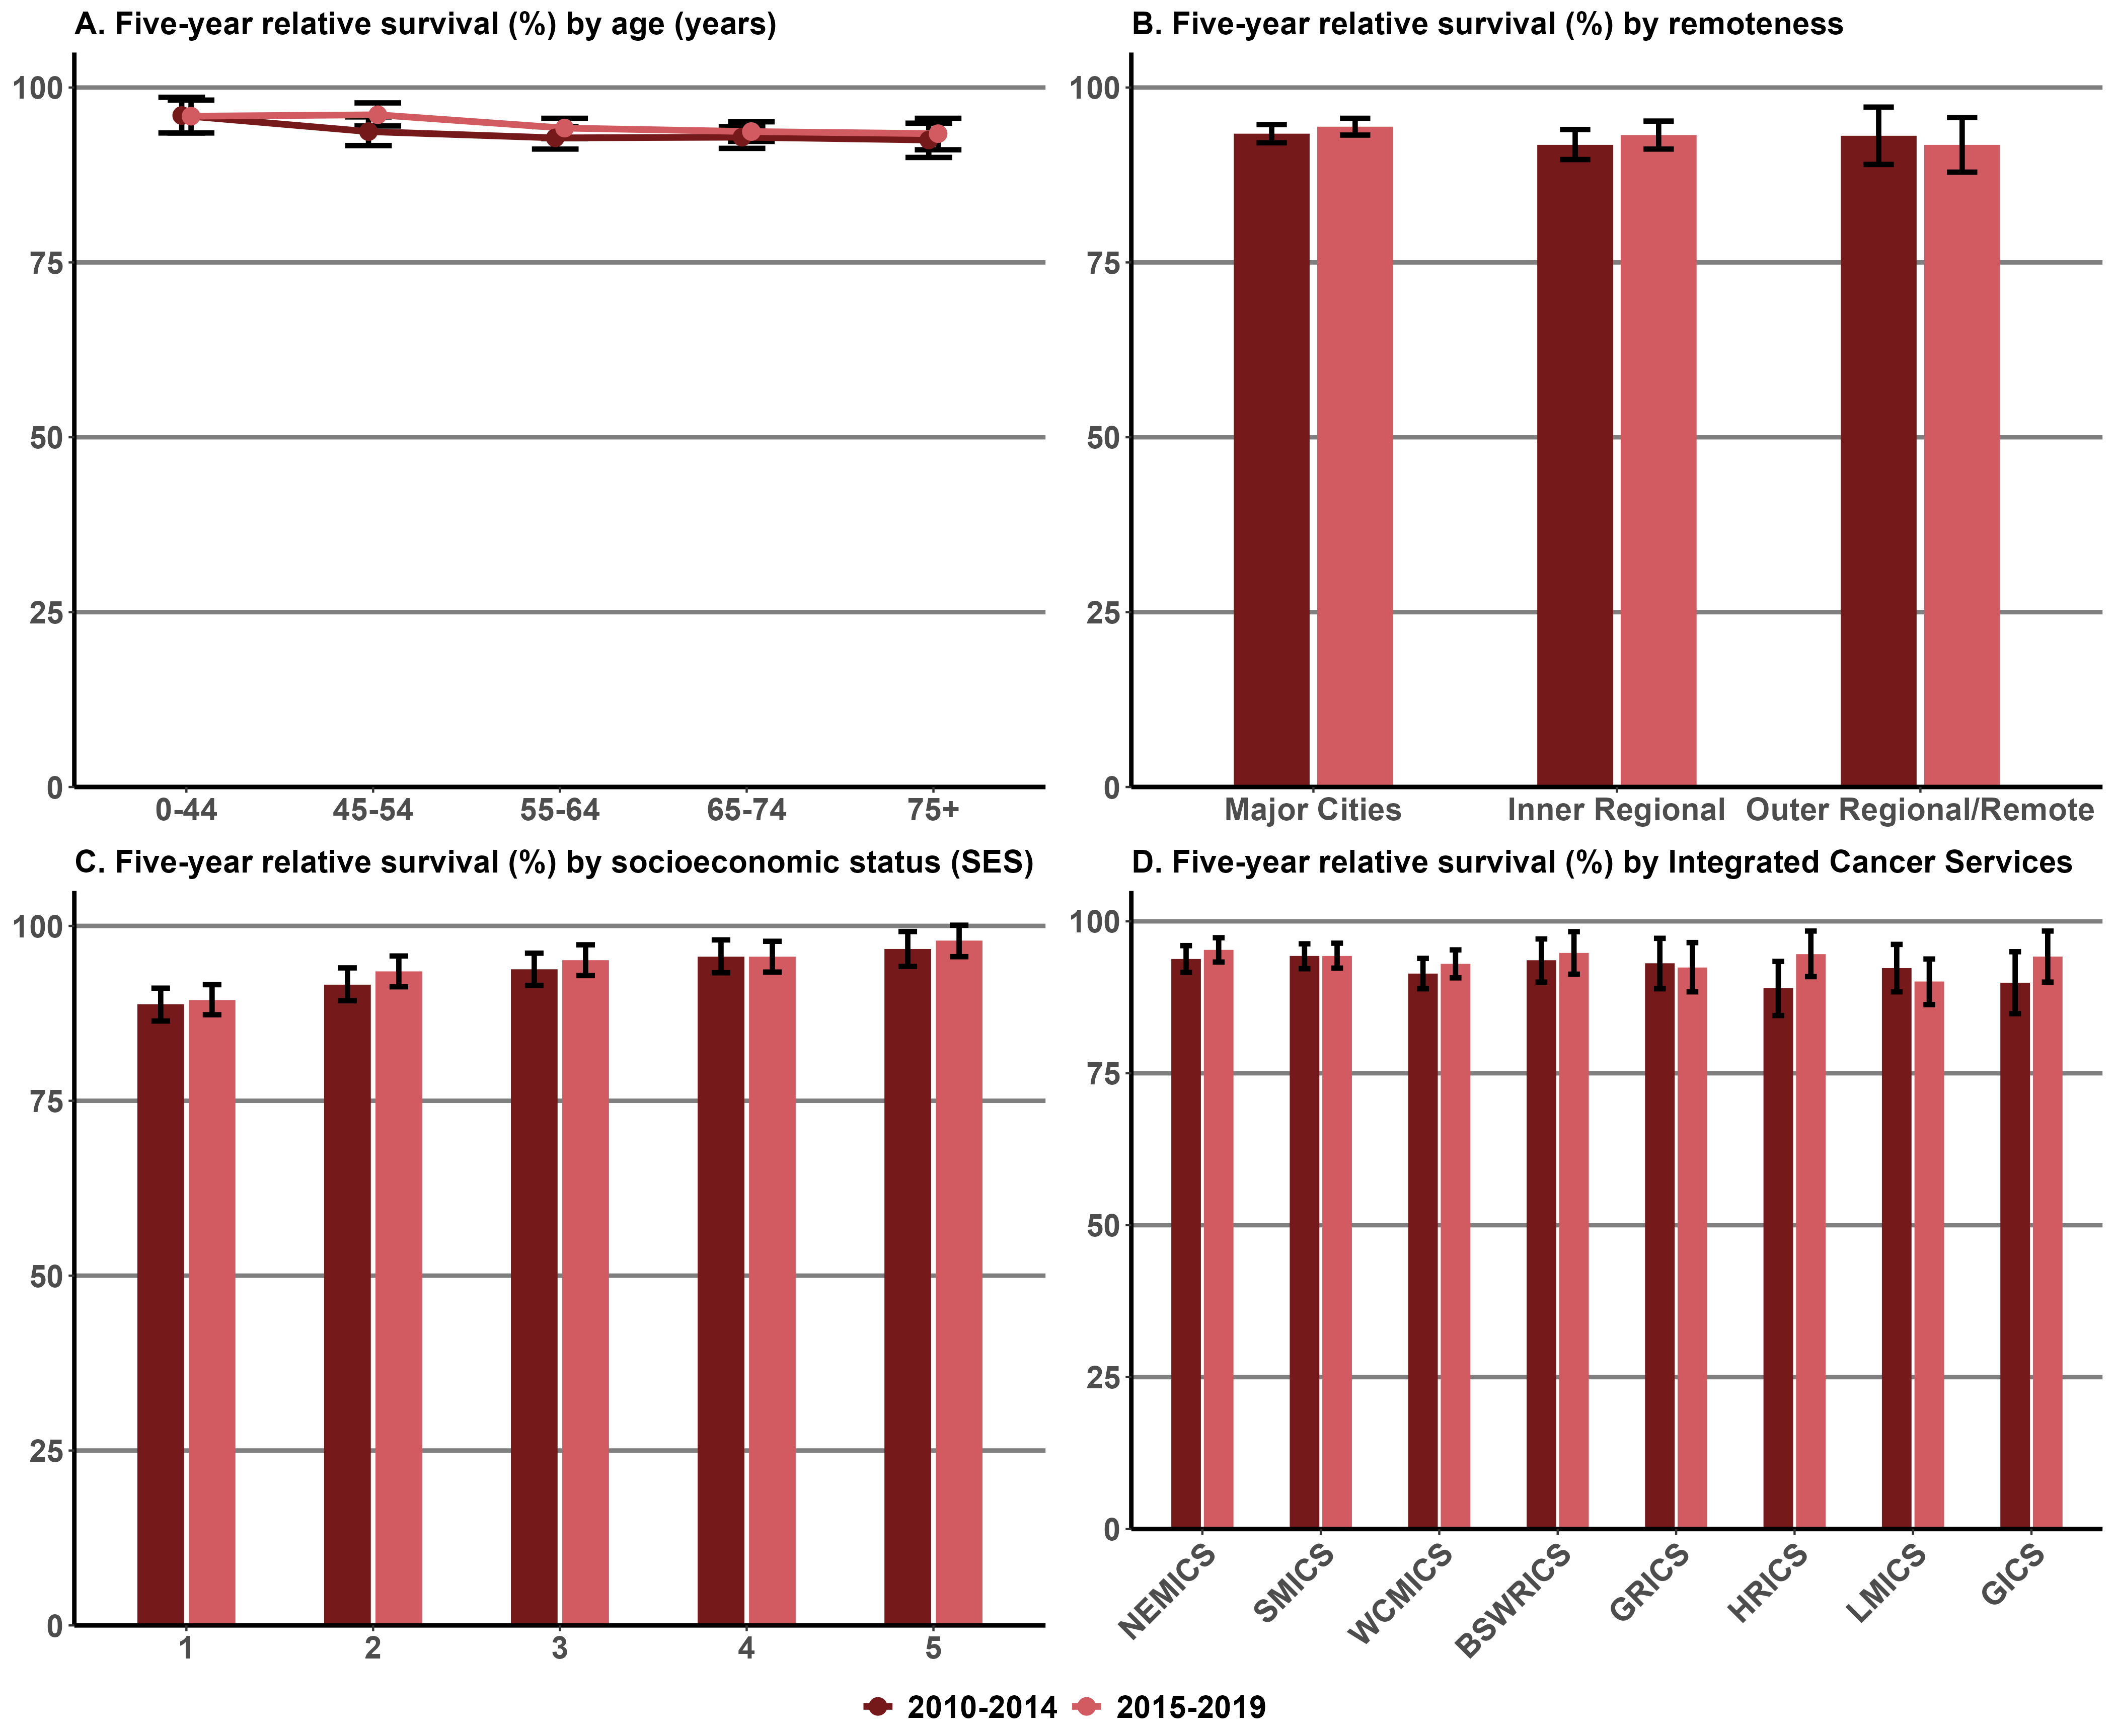 A. Five-year relative survival (%) by age (years)
100
75
50
25
0
0-44 45-54 55-64 65-74 75+
B. Five-year relative survival (%) by remoteness
100
75
50
25
0
Major Cities Inner Regional Outer Regional/Remote
C. Five-year relative survival (%) by socioeconomic status (SES)
100
75
50
25
0
1 2 3 4 5
D. Five-year relative survival (%) by Integrated Cancer Services
100
75
50
25
0
NEMICS SMICS WCMICS BSWRICS GRICS HRICS LMICS GICS
2010-2014 2015-2019